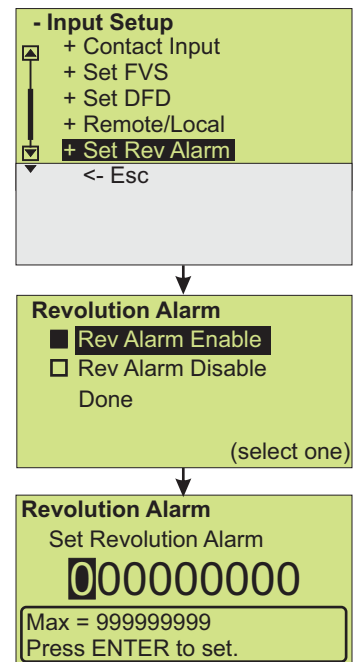 - Input Setup
+ Contact Input
+ Set FVS
+ Set DFD
+ Remote/Local
+ Set Rev Alarm
<- Esc
Revolution Alarm
Rev Alarm Enable
Rev Alarm Disable
Done
(select one)
Revolution Alarm
Set Revolution Alarm
000000000
Max = 999999999
Press ENTER to set.